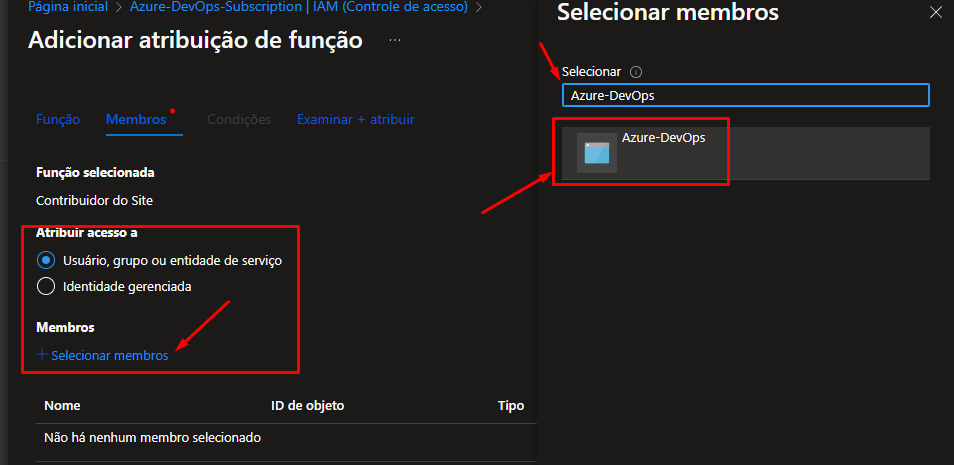 Página inicial > Azure-DevOps-Subscription | IAM (Controle de acesso) >
Adicionar atribuição de função ...
Função Membros Condições Examinar + atribuir
Função selecionada
Contribuidor do Site
Atribuir acesso a
Usuário, grupo ou entidade de serviço
Identidade gerenciada
Membros
+ Selecionar membros
Nome ID de objeto Tipo
Não há nenhum membro selecionado
Selecionar membros
Selecionar
Azure-DevOps
Azure-DevOps